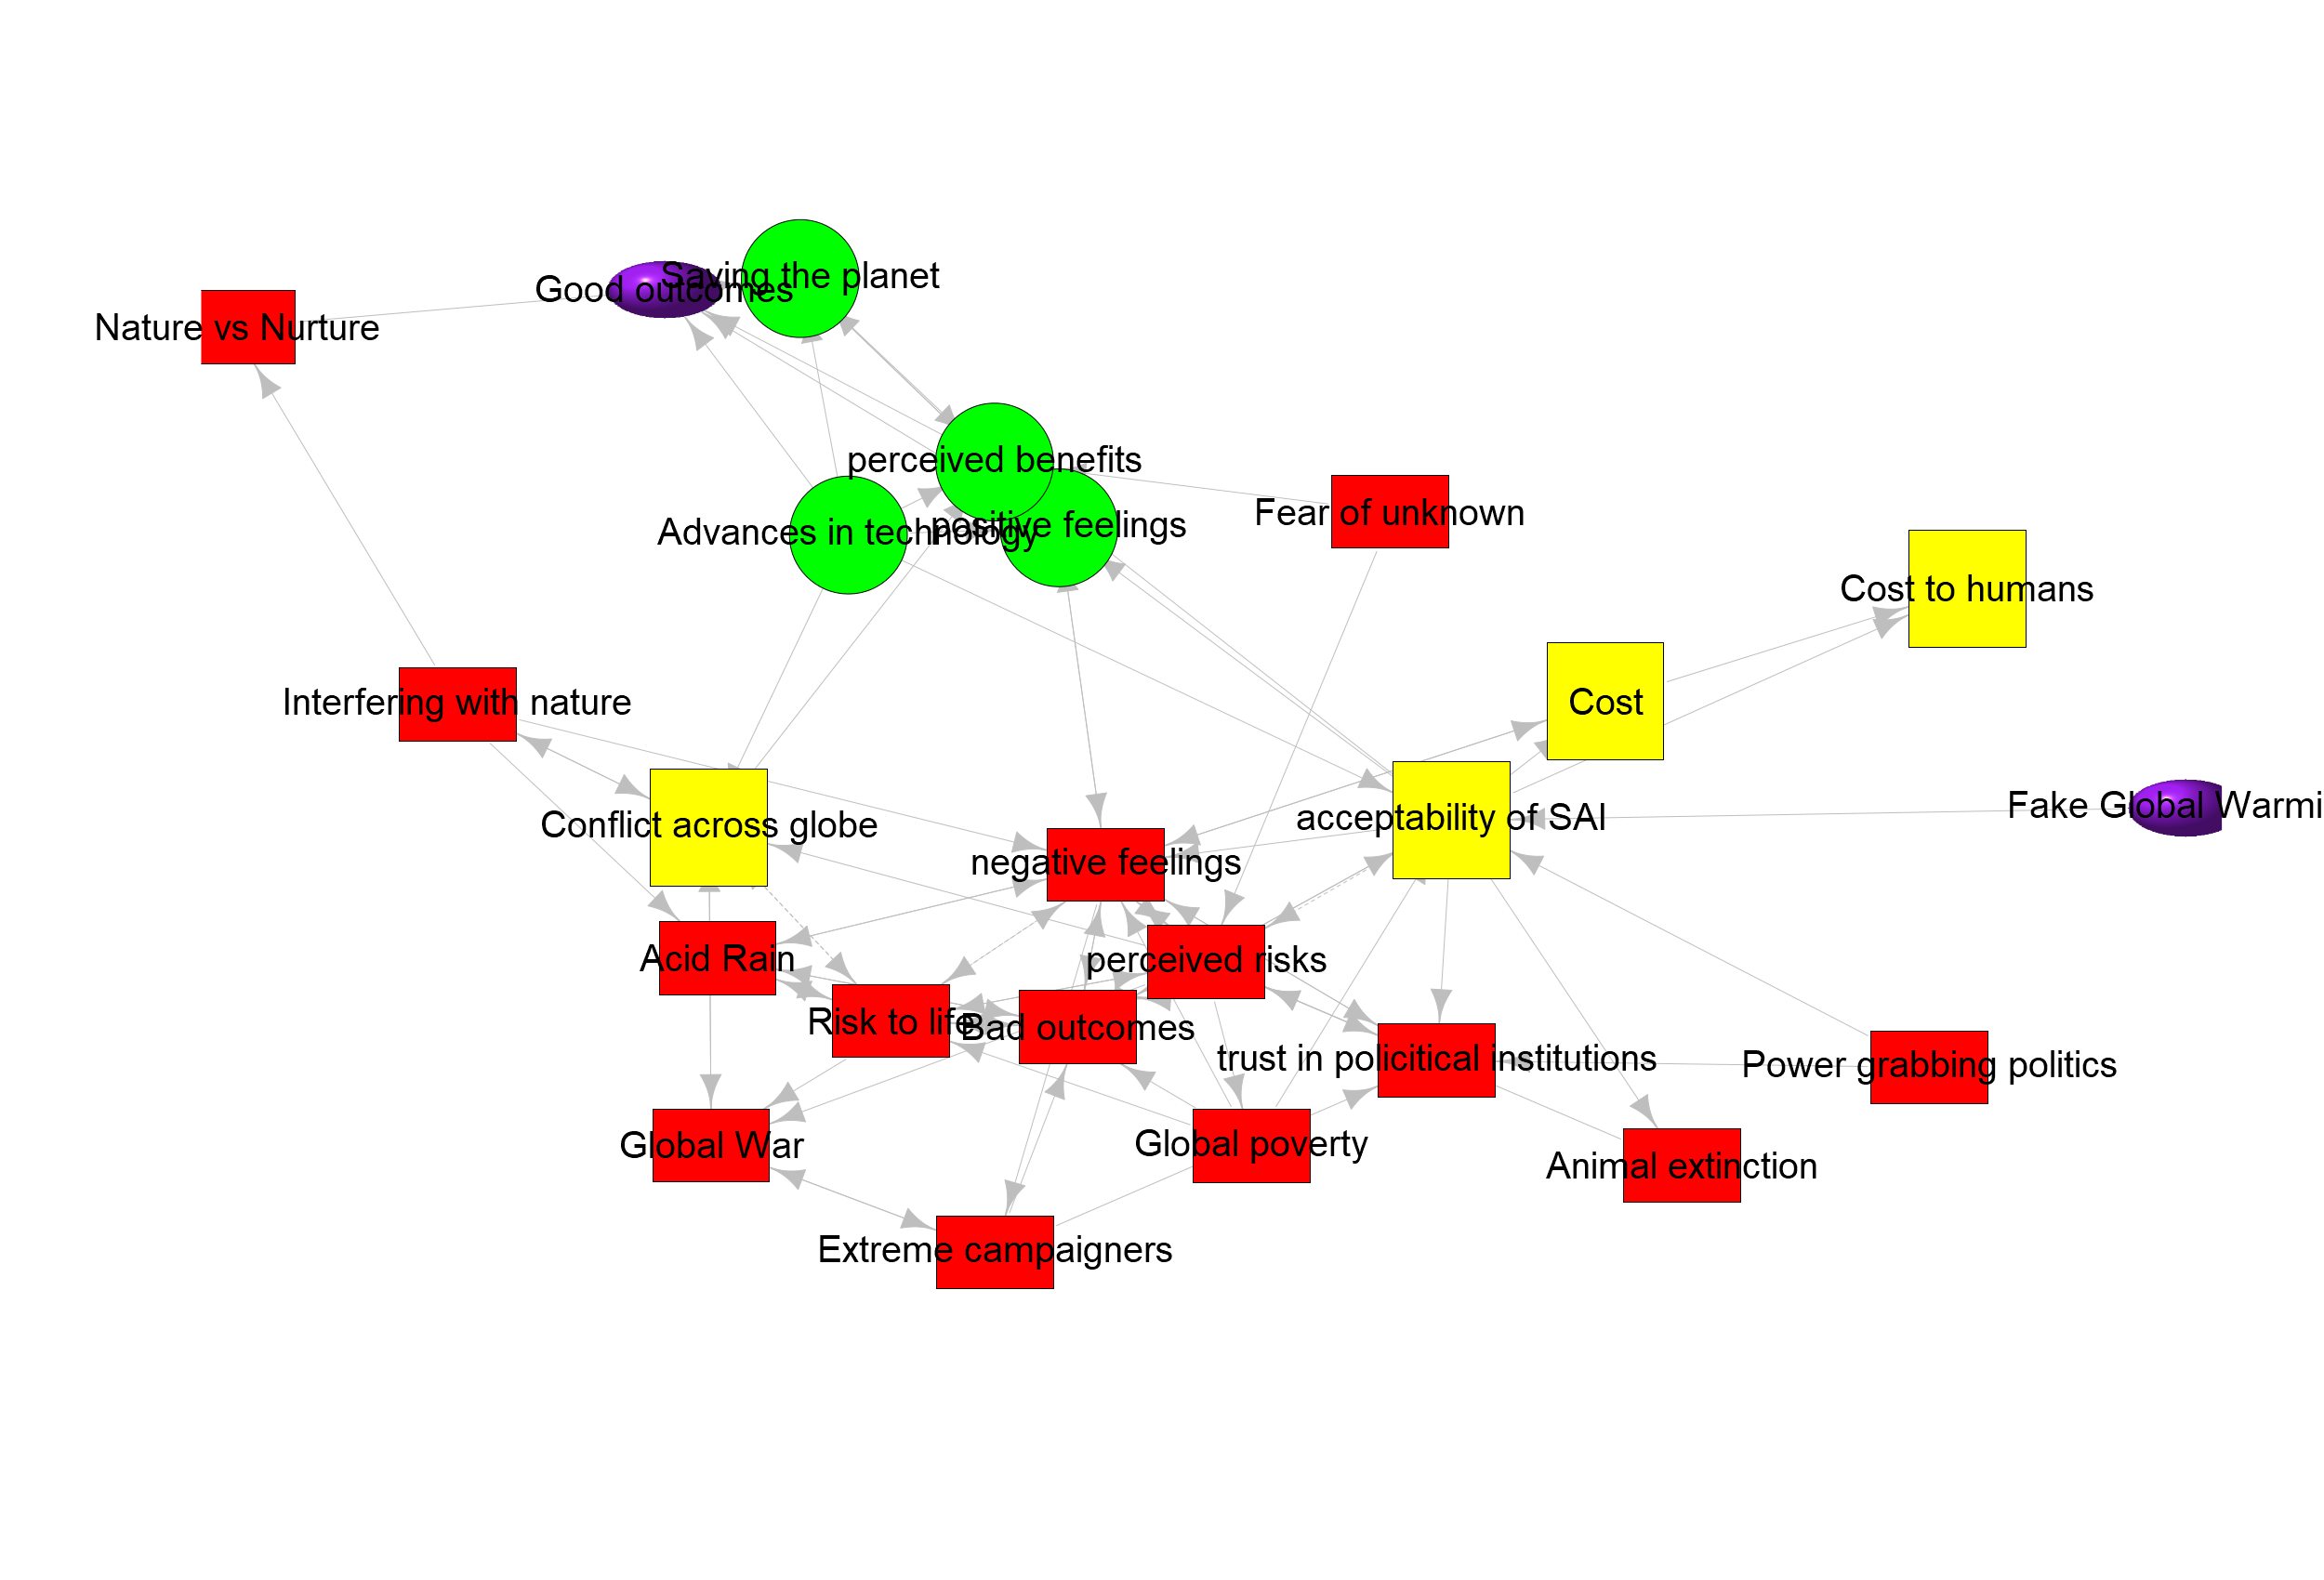 Saving the planet
Good outcomes
Nature vs Nurture
perceived benefits
Advances in technology
positive feelings
Fear of unknown
Cost to humans
Interfering with nature
Cost
Conflict across globe
acceptability of SAI
Fake Global Warmi
negative feelings
Acid Rain
perceived risks
Risk to life
Bad outcomes
trust in policitical institutions
Power grabbing politics
Global War
Global poverty
Animal extinction
Extreme campaigners